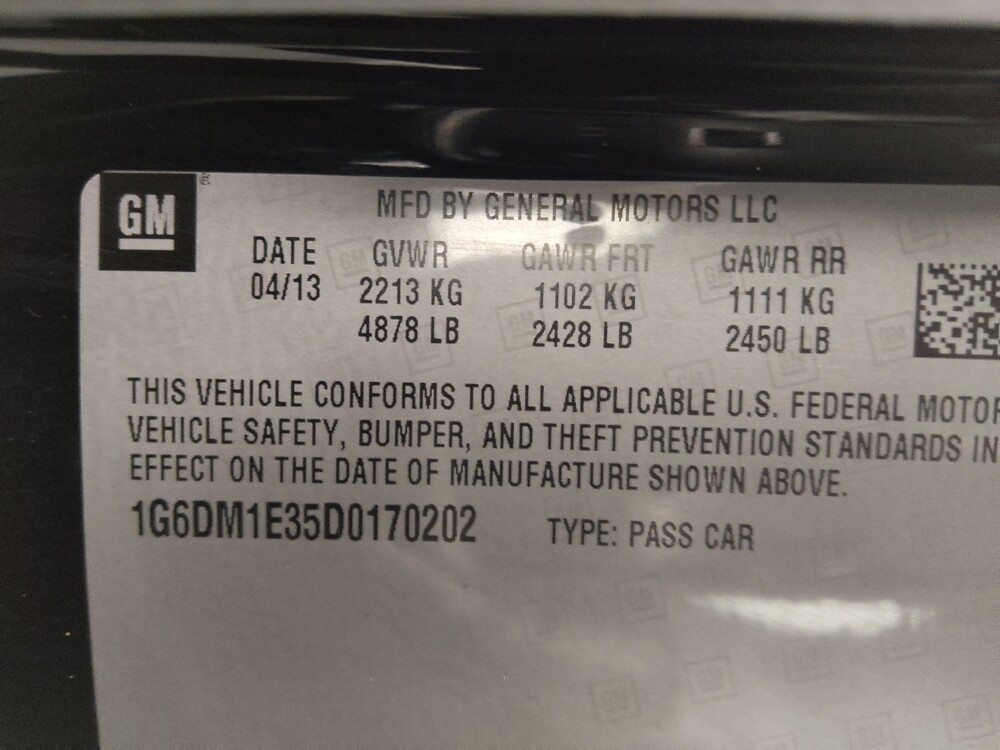 GM
MFD BY GENERAL MOTORS LLC
DATE GVWR GAWR FRT GAWR RR
04/13 2213 KG 1102 KG 1111 KG
4878 LB 2428 LB 2450 LB
THIS VEHICLE CONFORMS TO ALL APPLICABLE U.S. FEDERAL MOTOR
VEHICLE SAFETY, BUMPER, AND THEFT PREVENTION STANDARDS IN
EFFECT ON THE DATE OF MANUFACTURE SHOWN ABOVE.
1G6DM1E35D0170202 TYPE: PASS CAR